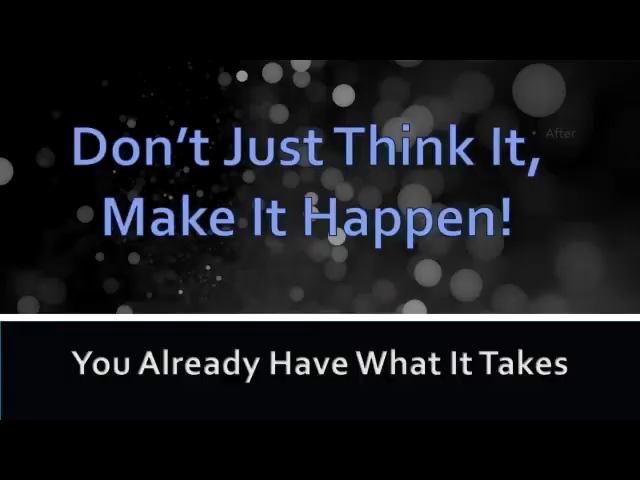 Don't Just Think It,
• After
Make It Happen!
You Already Have What It Takes